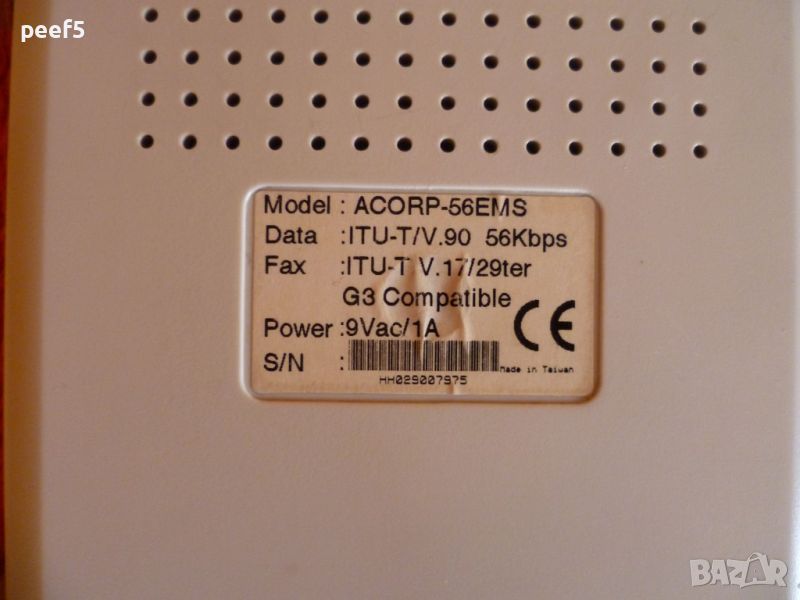 peef5
Model : ACORP-56EMS
Data :ITU-T/V.90 56Kbps
Fax :ITU-T V.17/29ter
G3 Compatible
Power :9Vac/1A
CE
S/N :
Made in Taiwan
HH029007975
BAZAR